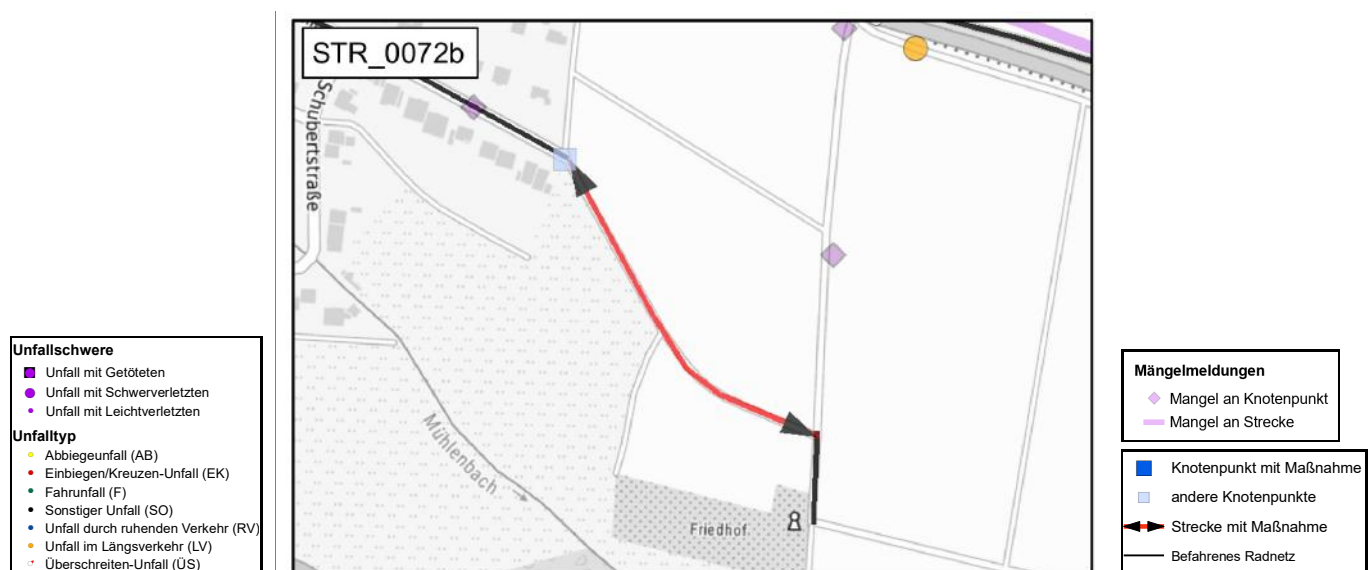 STR_0072b
Schubertstraße
Mühlenbach
Friedhof
Unfallschwere
Unfall mit Getöteten
Unfall mit Schwerverletzten
Unfall mit Leichtverletzten
Unfalltyp
Abbiegeunfall (AB)
Einbiegen/Kreuzen-Unfall (EK)
Fahrunfall (F)
Sonstiger Unfall (SO)
Unfall durch ruhenden Verkehr (RV)
Unfall im Längsverkehr (LV)
Überschreiten-Unfall (ÜS)
Mängelmeldungen
Mangel an Knotenpunkt
Mangel an Strecke
Knotenpunkt mit Maßnahme
andere Knotenpunkte
Strecke mit Maßnahme
Befahrenes Radnetz